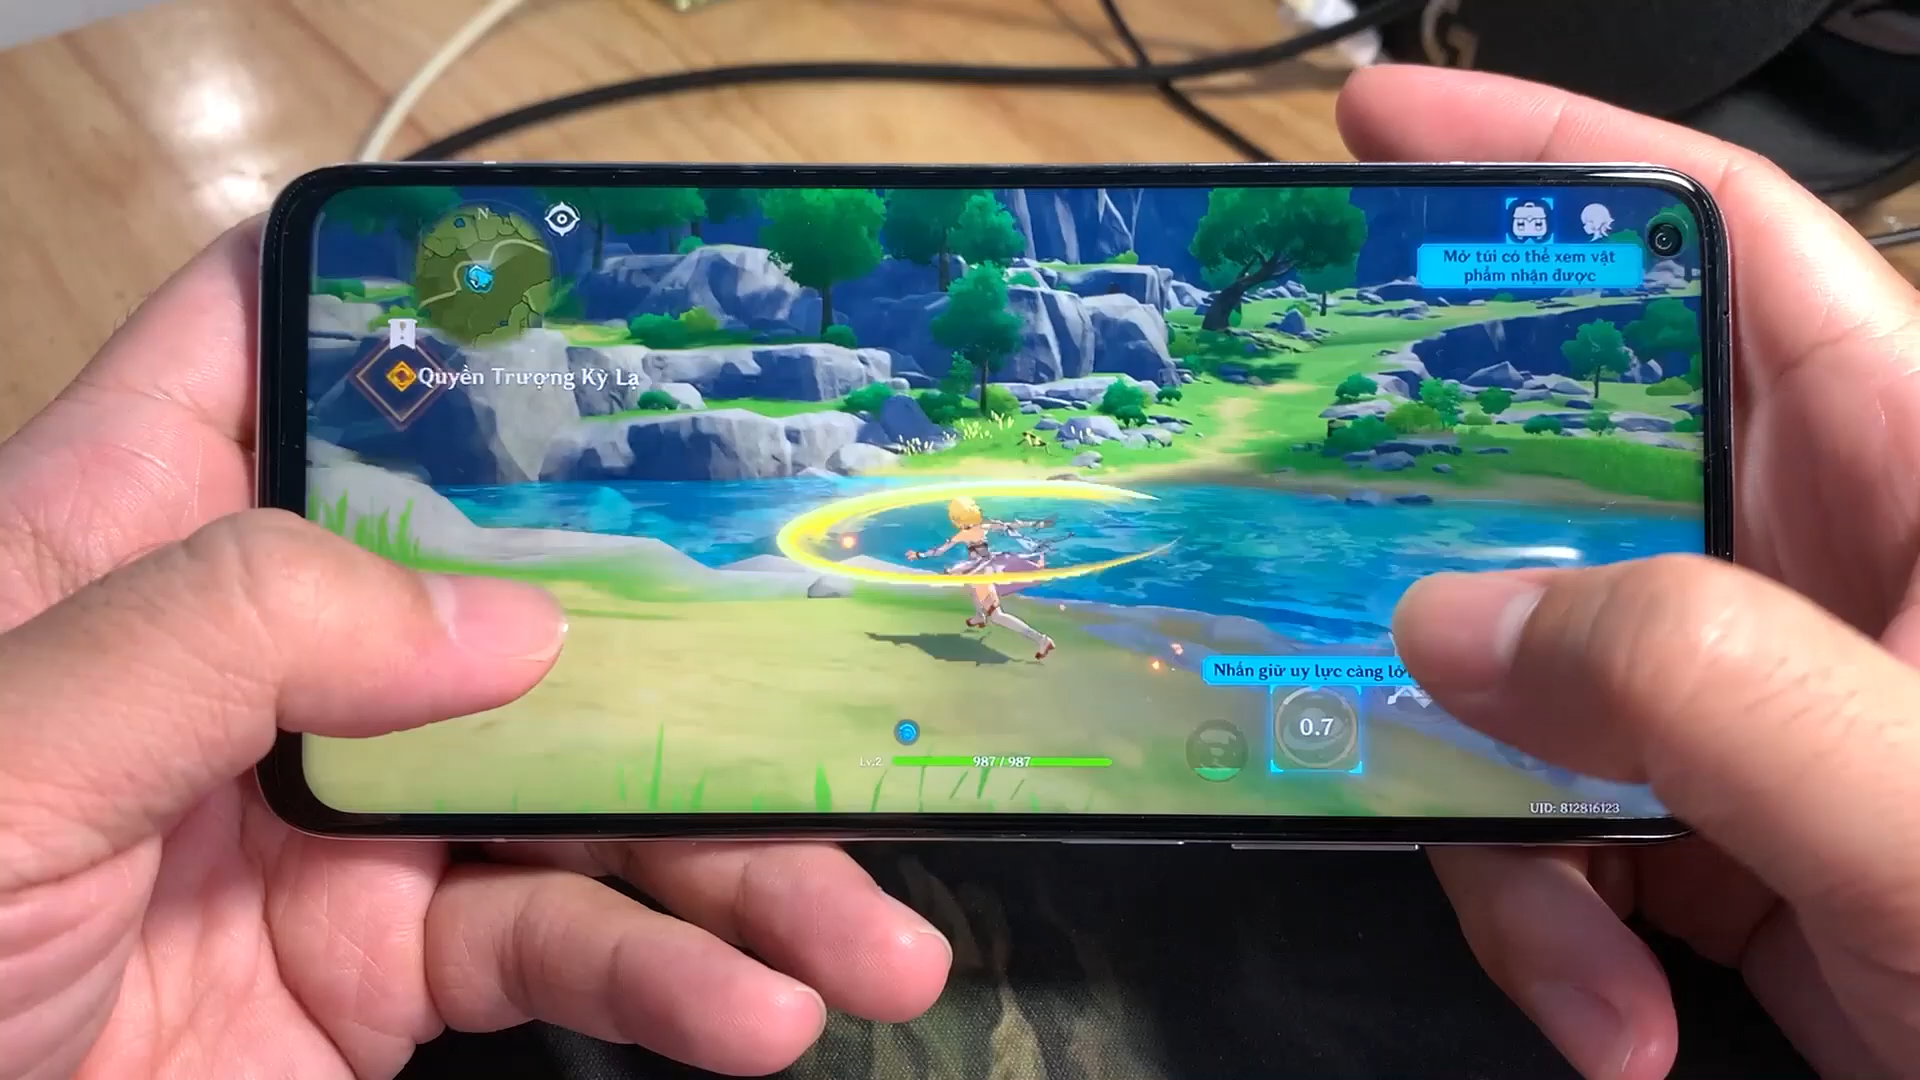 N
Mở túi có thể xem vật
phẩm nhận được
Quyền Trượng Kỳ Lạ
Nhấn giữ uy lực càng
0.7
Lv.2
987 / 987
UID: 812816123